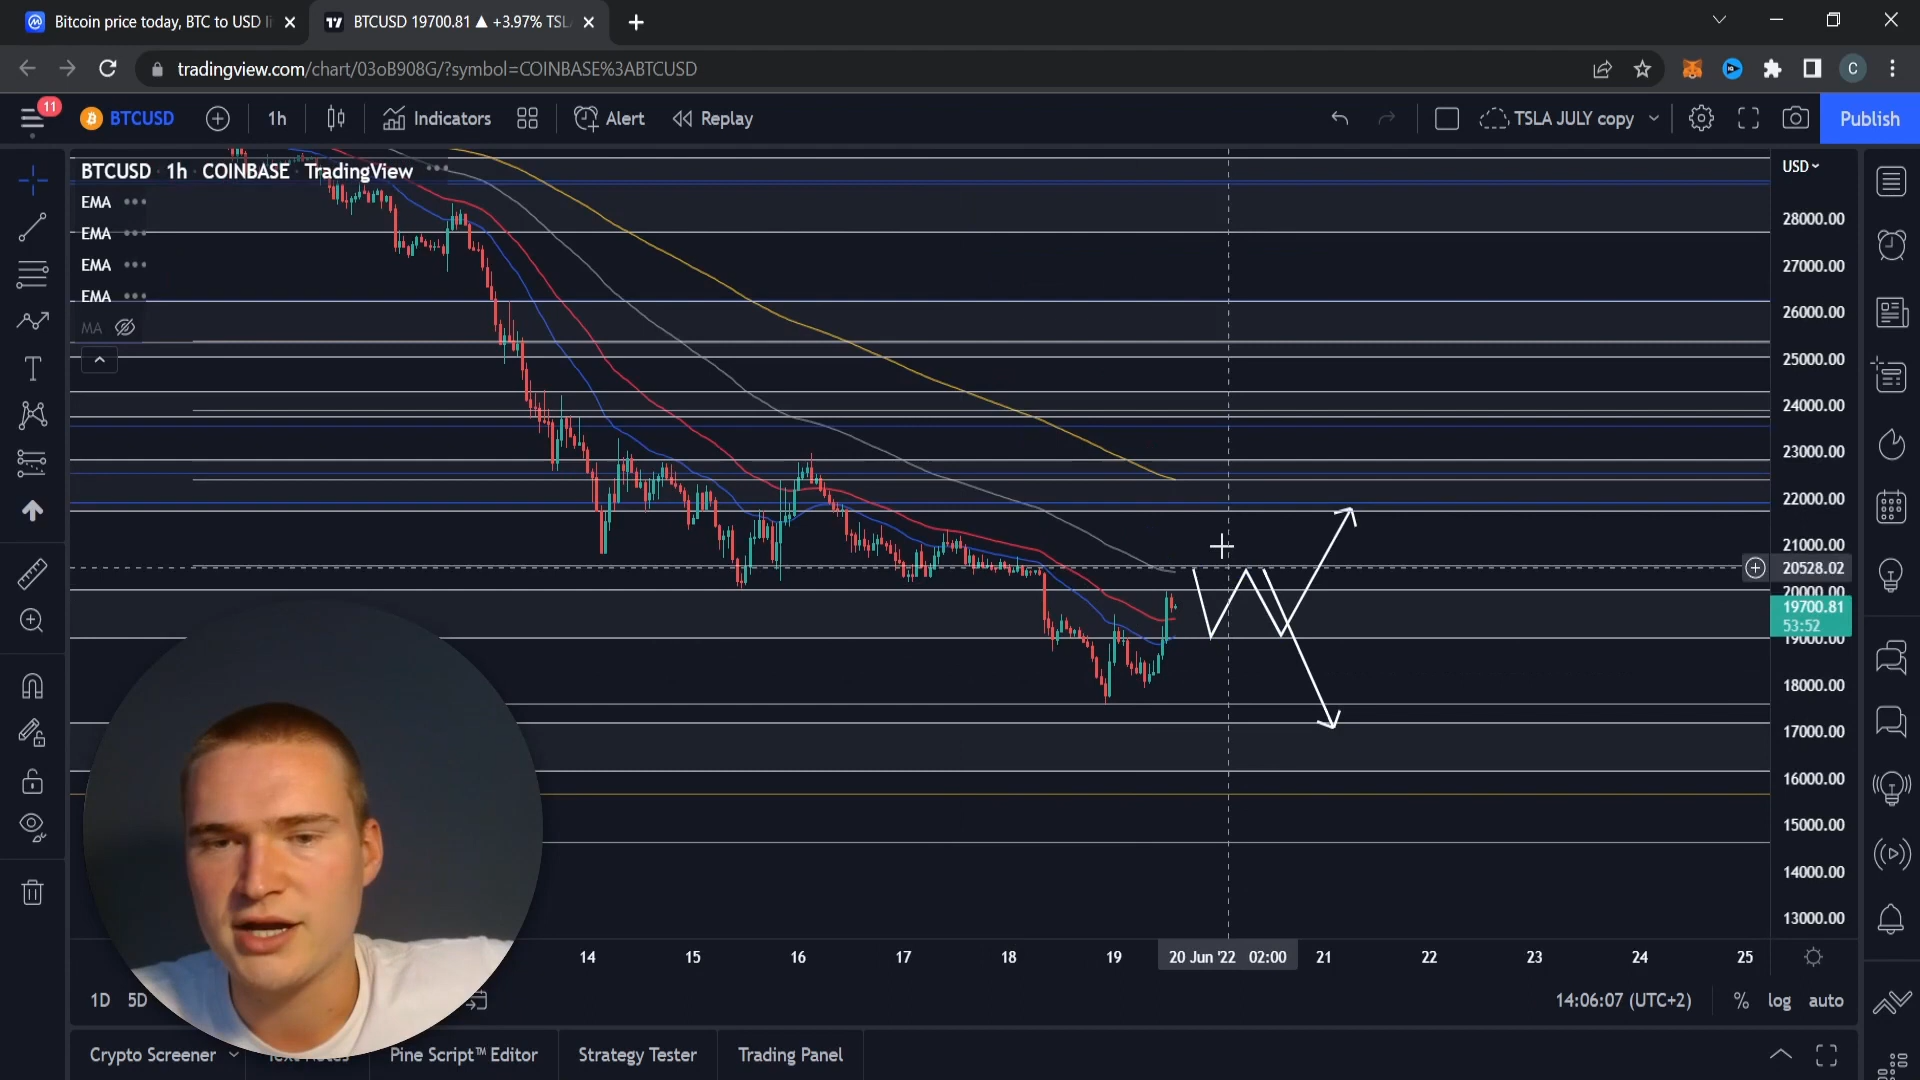 Bitcoin price today, BTC to USD li
BTCUSD 19700.81 ▲ +3.97% TSL
tradingview.com/chart/03oB908G/?symbol=COINBASE%3ABTCUSD
C
11
BTCUSD
1h
Indicators
Alert
Replay
TSLA JULY copy
Publish
BTCUSD 1h COINBASE TradingView
USD
EMA
EMA
EMA
EMA
MA
28000.00
27000.00
26000.00
25000.00
24000.00
23000.00
22000.00
21000.00
20528.02
20000.00
19700.81
53:52
19000.00
18000.00
17000.00
16000.00
15000.00
14000.00
13000.00
14 15 16 17 18 19 20 Jun '22 02:00 21 22 23 24 25
1D 5D
14:06:07 (UTC+2) % log auto
Crypto Screener
Text Notes
Pine Script™ Editor
Strategy Tester
Trading Panel